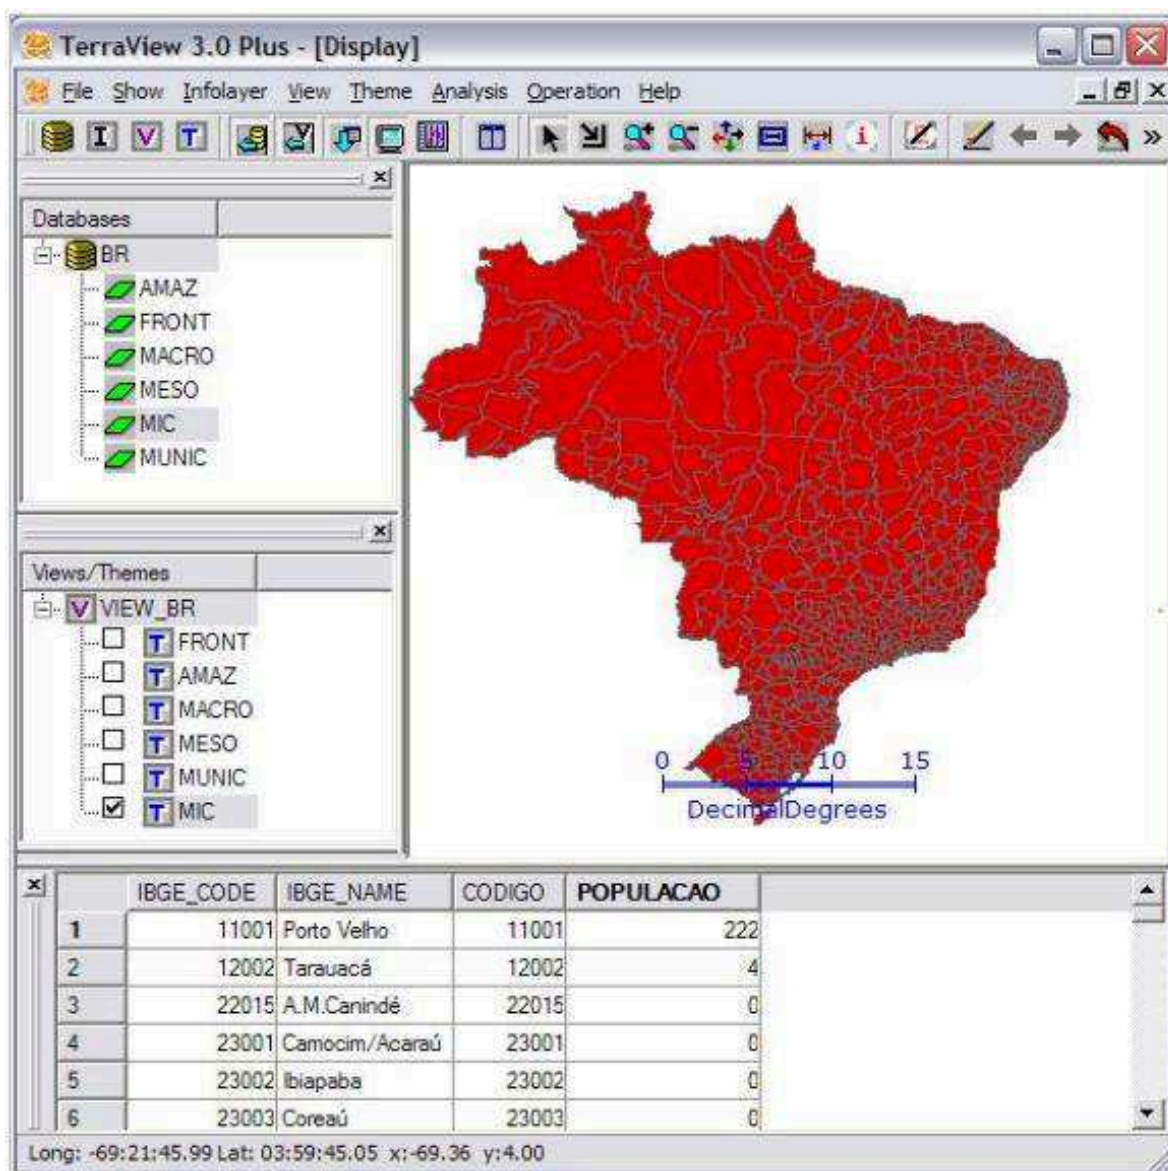 TerraView 3.0 Plus - [Display]
File Show Infolayer View Theme Analysis Operation Help
I V T i »
Databases
BR
AMAZ
FRONT
MACRO
MESO
MIC
MUNIC
Views/Themes
V VIEW_BR
T FRONT
T AMAZ
T MACRO
T MESO
T MUNIC
T MIC
0 5 10 15
DecimalDegrees
IBGE_CODE IBGE_NAME CODIGO POPULACAO
1 11001 Porto Velho 11001 222
2 12002 Tarauacá 12002 4
3 22015 A.M.Canindé 22015 0
4 23001 Camocim/Acaraú 23001 0
5 23002 Ibiapaba 23002 0
6 23003 Coreaú 23003 0
Long: -69:21:45.99 Lat: 03:59:45.05 x:-69.36 y:4.00